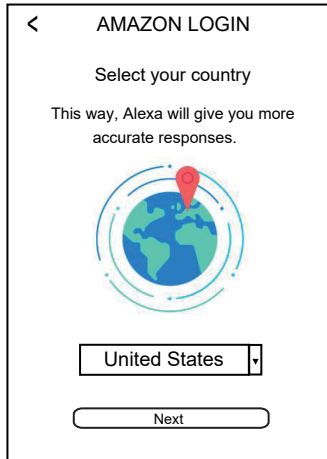 < AMAZON LOGIN
Select your country
This way, Alexa will give you more
accurate responses.
United States
Next